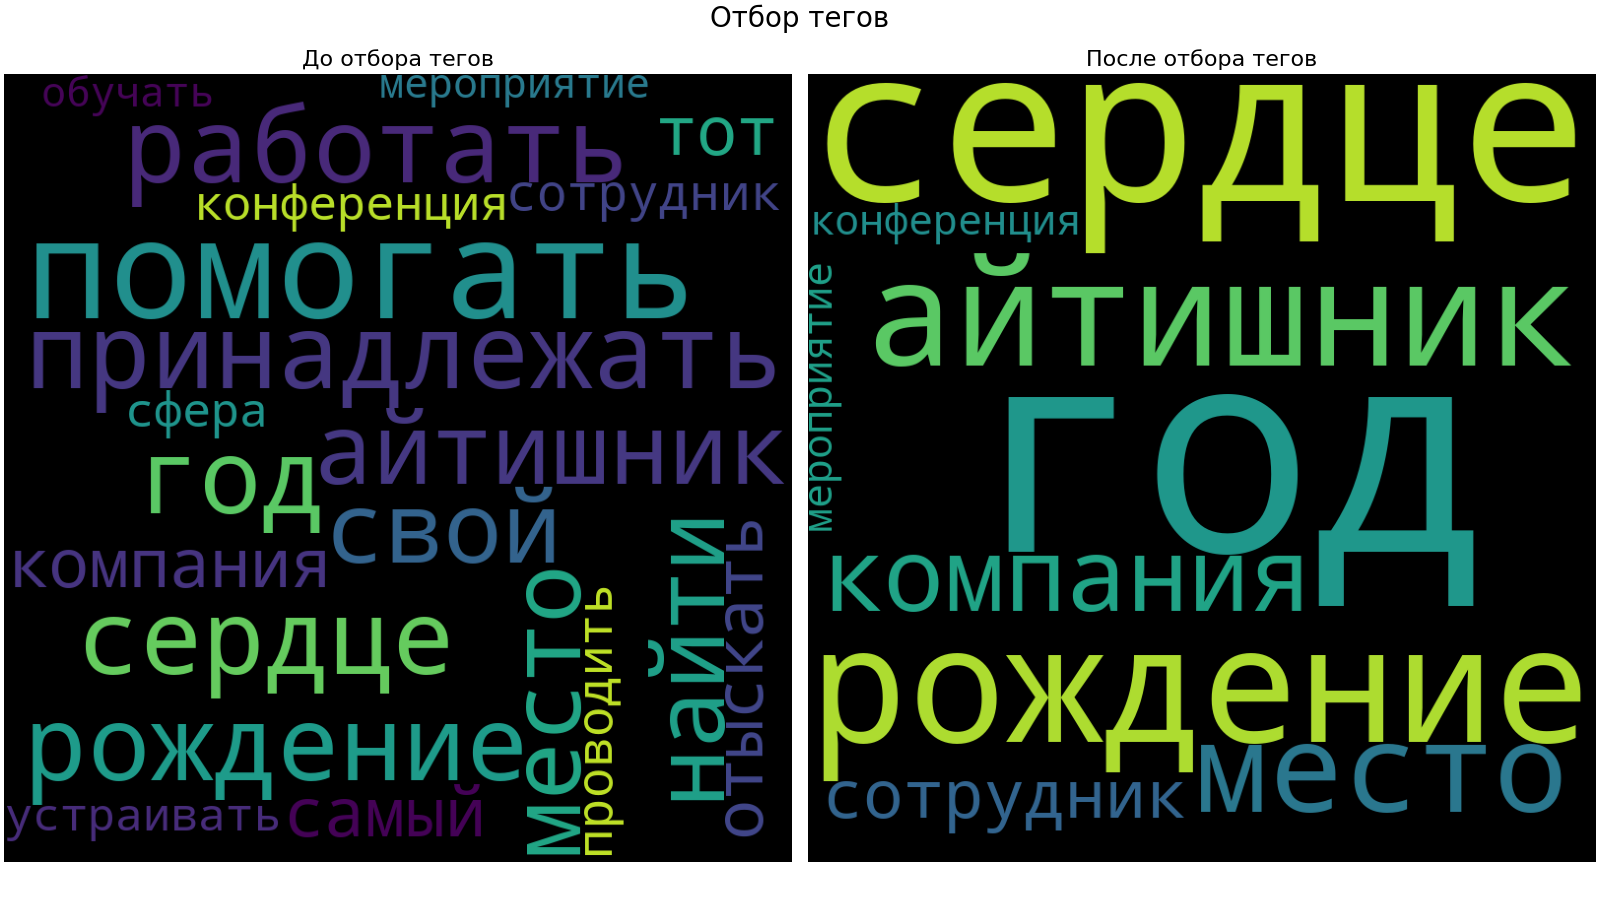 Отбор тегов
До отбора тегов
обучать
мероприятие
работать
тот
конференция
сотрудник
помогать
принадлежать
сфера
айтишник
год
свой
компания
найти
отыскать
место
проводить
сердце
рождение
устраивать
самый
После отбора тегов
сердце
конференция
айтишник
мероприятие
год
компания
рождение
место
сотрудник